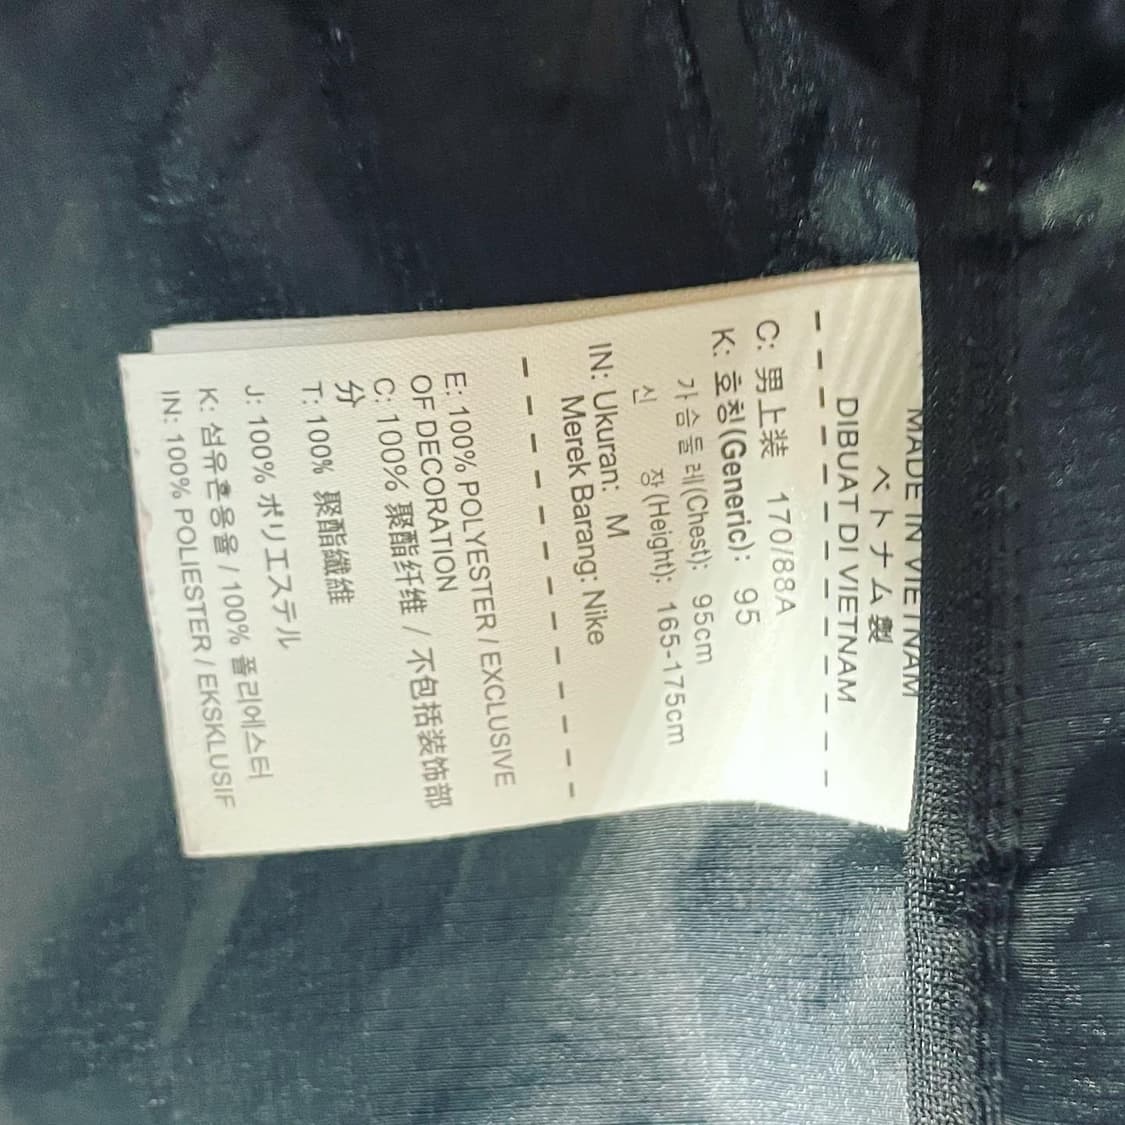 MADE IN VIETNAM
ベトナム製
DIBUAT DI VIETNAM
C: 男上装 170/88A
K: 호칭(Generic): 95
가슴둘레(Chest): 95cm
신 장(Height): 165-175cm
IN: Ukuran: M
Merek Barang: Nike
E: 100% POLYESTER / EXCLUSIVE
OF DECORATION
C: 100% 聚酯纤维 / 不包括装饰部
分
T: 100% 聚酯纖維
J: 100% ポリエステル
K: 섬유혼용율 / 100% 폴리에스터
IN: 100% POLIESTER / EKSKLUSIF